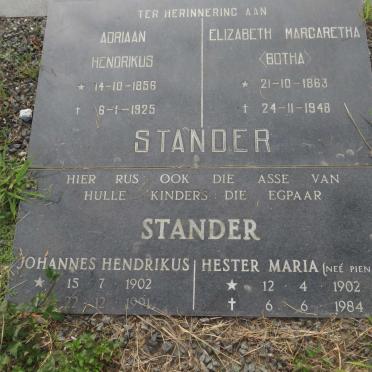 TER HERINNERING AAN
ADRIAAN HENDRIKUS
* 14-10-1856
† 6-1-1925
ELIZABETH MARGARETHA
(BOTHA)
* 21-10-1863
† 24-11-1948
STANDER
HIER RUS OOK DIE ASSE VAN
HULLE KINDERS DIE EGPAAR
STANDER
JOHANNES HENDRIKUS
★ 15 7 1902
12 1991
HESTER MARIA (NEÉ PIEN
★ 12 4 1902
✝ 6 6 1984